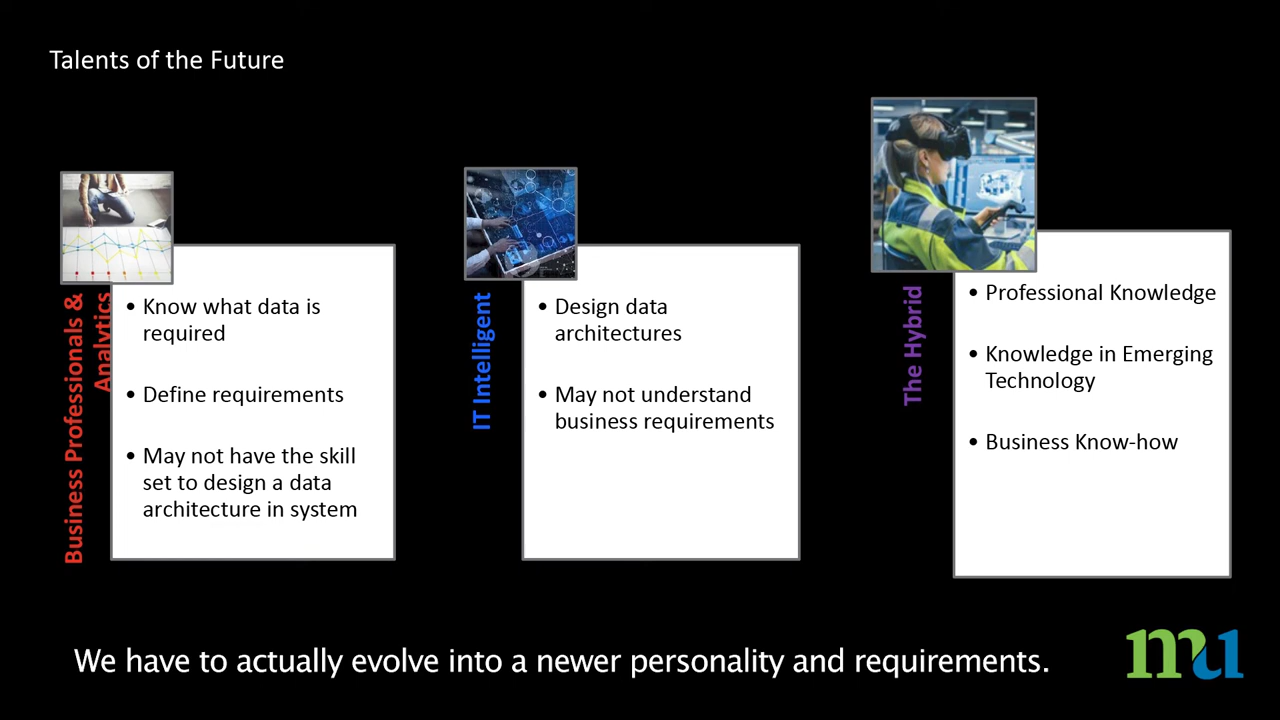 Talents of the Future
Business Professionals &
Analytics
• Know what data is
required
• Define requirements
• May not have the skill
set to design a data
architecture in system
IT Intelligent
• Design data
architectures
• May not understand
business requirements
The Hybrid
• Professional Knowledge
• Knowledge in Emerging
Technology
• Business Know-how
We have to actually evolve into a newer personality and requirements.
mu